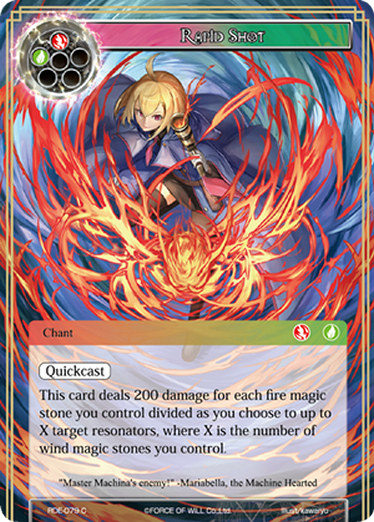 Rapid Shot
Chant
Quickcast
This card deals 200 damage for each fire magic
stone you control divided as you choose to up to
X target resonators, where X is the number of
wind magic stones you control.
"Master Machina's enemy!" -Mariabella, the Machine Hearted
RDE-079 C ©FORCE OF WILL Co.,Ltd. Illust/kawaryo